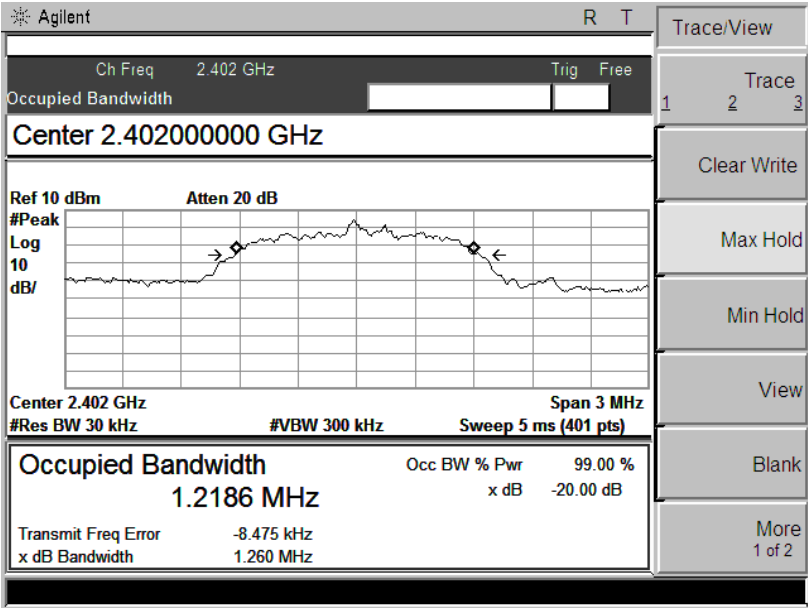 Agilent R T
Ch Freq 2.402 GHz Trig Free
Occupied Bandwidth
Center 2.402000000 GHz
Ref 10 dBm Atten 20 dB
#Peak
Log
10
dB/
Center 2.402 GHz Span 3 MHz
#Res BW 30 kHz #VBW 300 kHz Sweep 5 ms (401 pts)
Occupied Bandwidth Occ BW % Pwr 99.00 %
1.2186 MHz x dB -20.00 dB
Transmit Freq Error -8.475 kHz
x dB Bandwidth 1.260 MHz
Trace/View
Trace
1 2 3
Clear Write
Max Hold
Min Hold
View
Blank
More
1 of 2